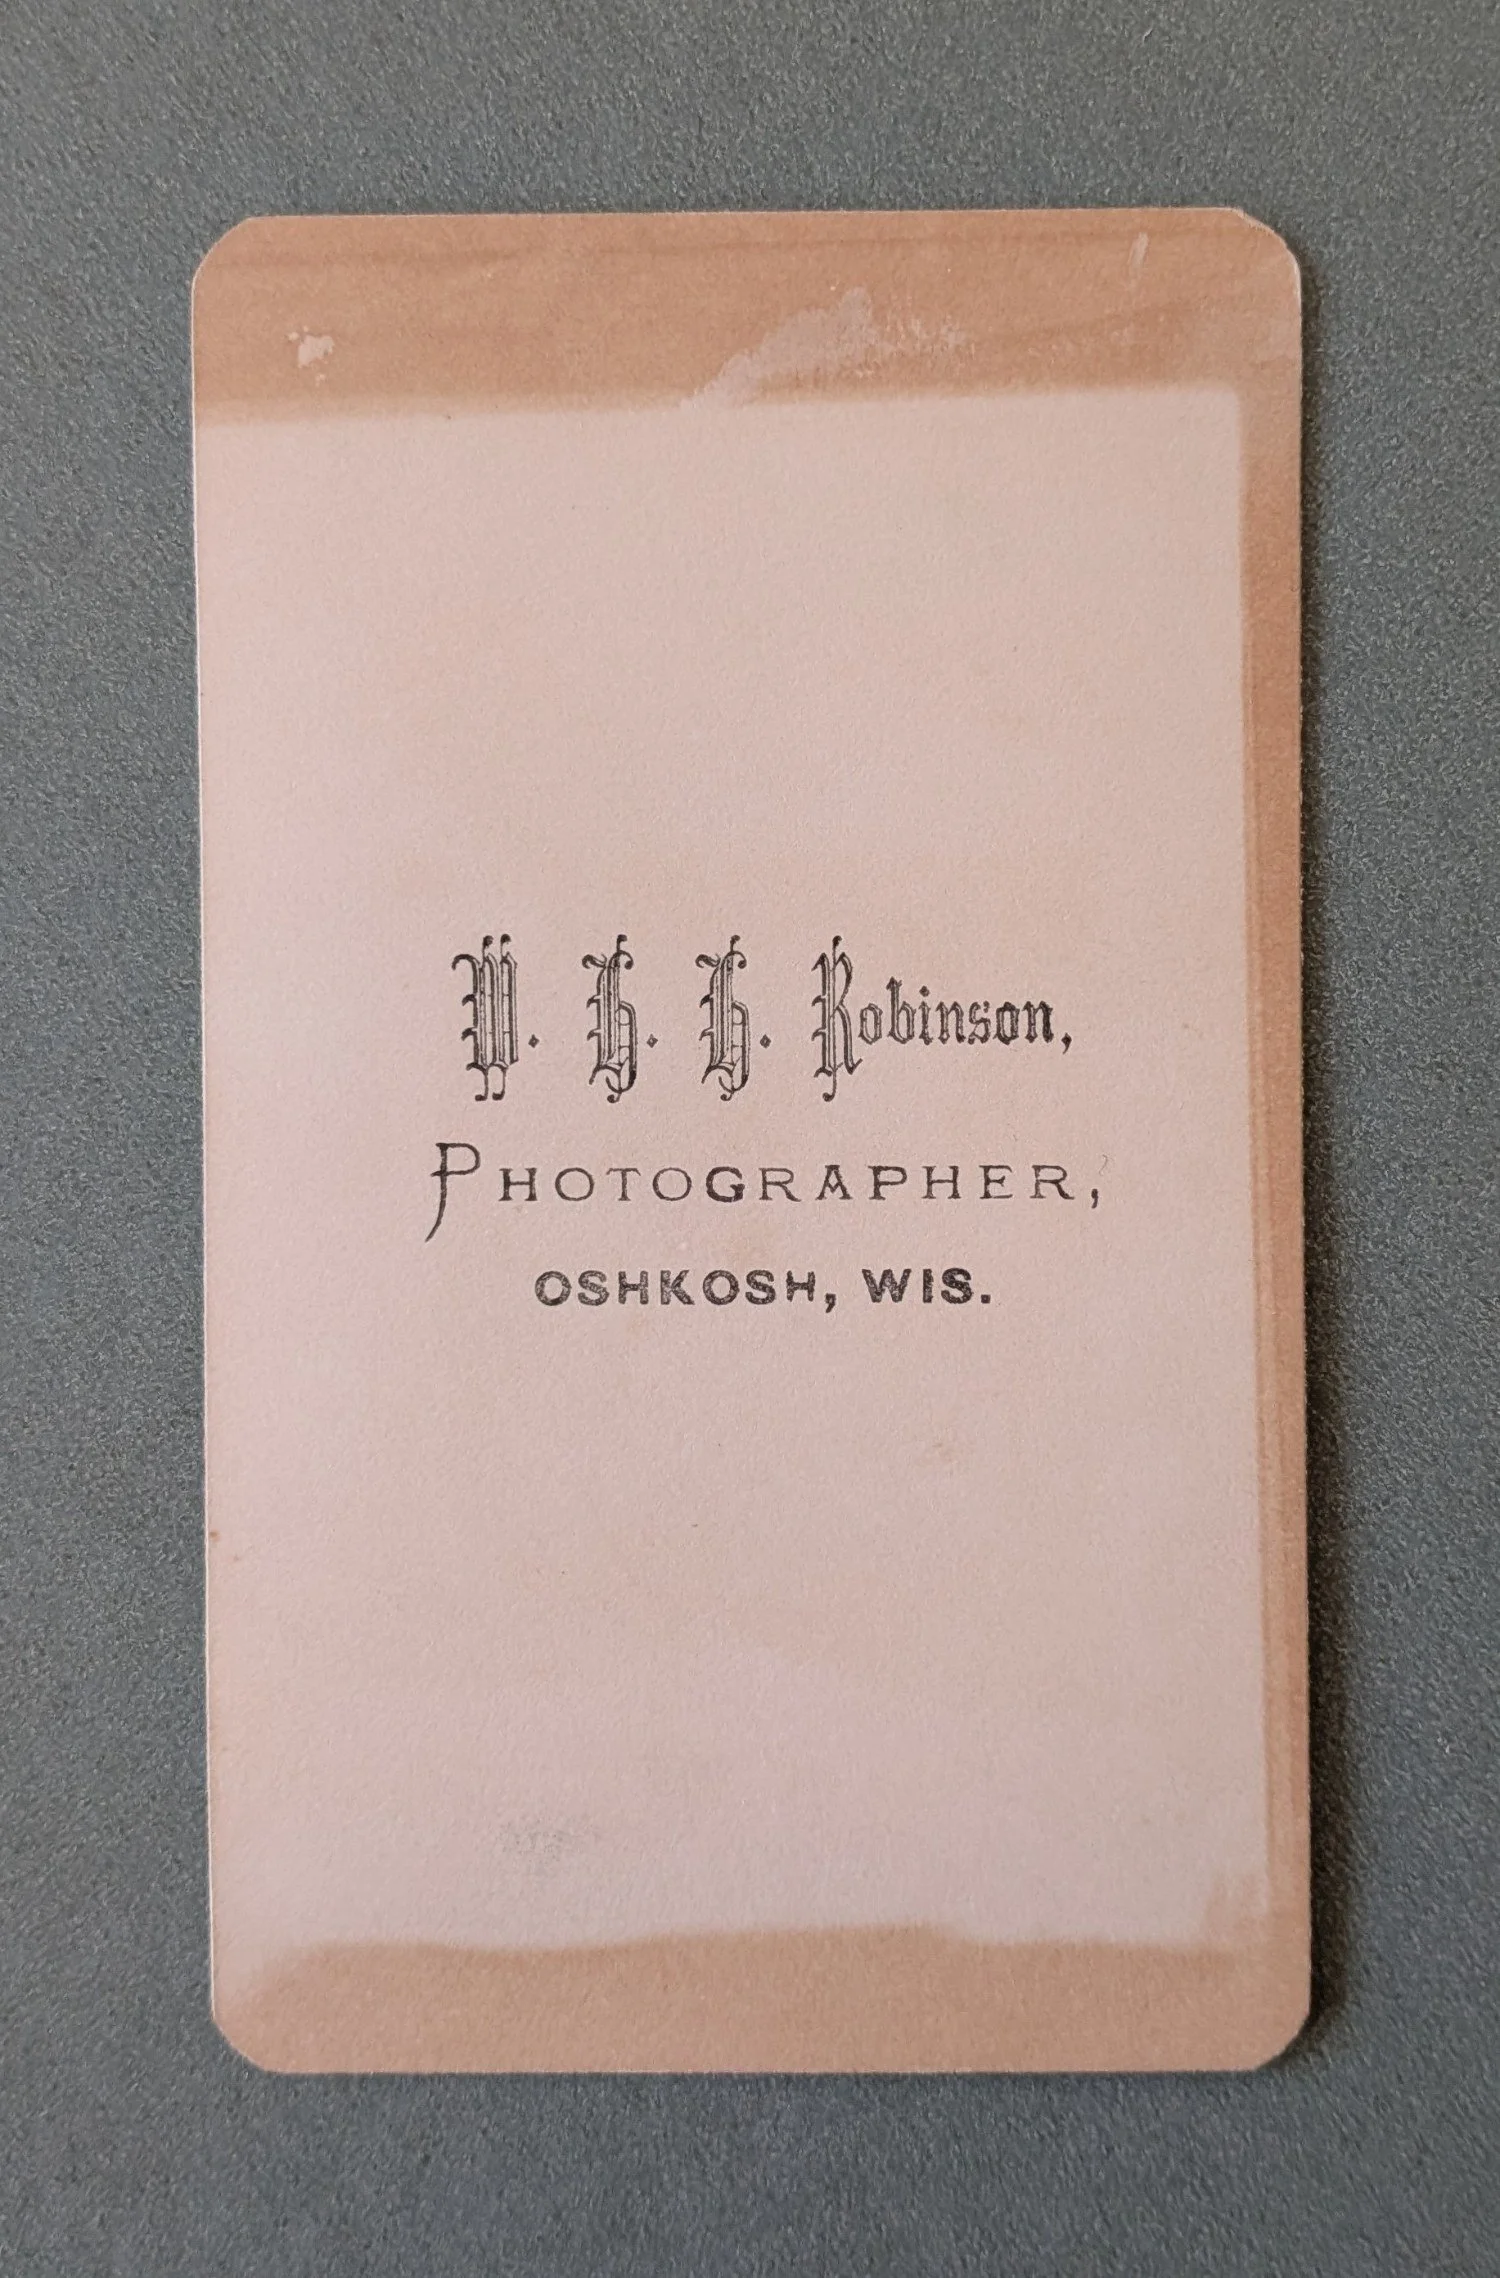 W. H. H. Robinson,
PHOTOGRAPHER,
OSHKOSH, WIS.